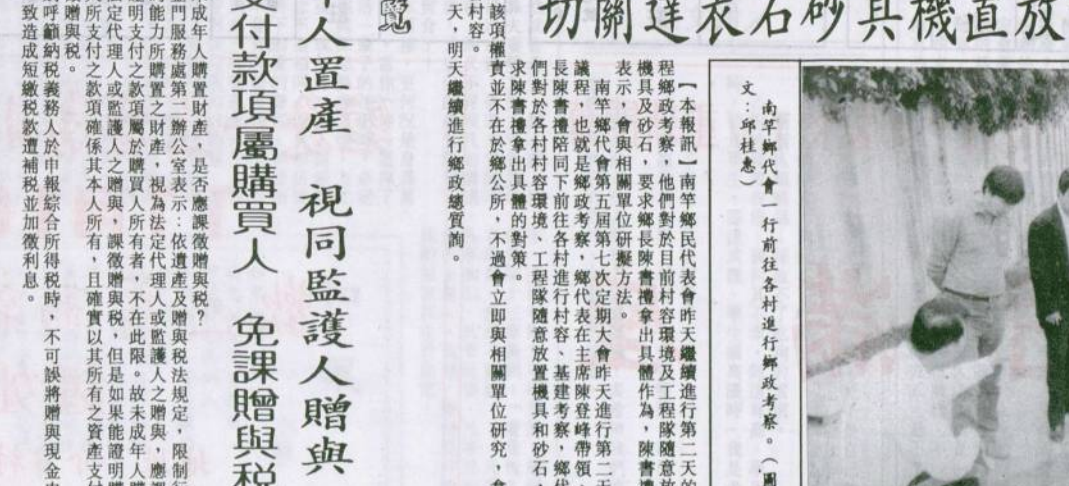 放置機具砂石表達關切
南竿鄉代會一行前往各村進行鄉政考察。（圖
文：邱桂惠）
【本報訊】南竿鄉民代表會昨天繼續進行第二天的
程鄉政考察，他們對於目前村容環境及工程隊隨意放
機具及砂石，要求鄉長陳書禮拿出具體作為，陳書禮
表示，會與相關單位研擬方法。
南竿鄉代會第五屆第七次定期大會昨天進行第二天
議程，也就是鄉政考察，鄉代表在主席陳登峰帶領，
長陳書禮陪同下前往各村進行村容、基建考察，鄉代
們對於各村村容環境、工程隊隨意放置機具和砂石，
求陳書禮拿出具體的對策。
該項權責並不在於鄉公所，不過會立即與相關單位研究，
村容。
天，明天繼續進行鄉政總質詢。
人置產 視同監護人贈與
支付款項屬購買人 免課贈與稅
未成年人購置財產，是否應課徵贈與稅？
門服務處第二辦公室表示：依遺產及贈與稅法規定，限制行
能力所購置之財產，視為法定代理人或監護人之贈與，應課
明支付之款項屬於購買人所有者，不在此限。故未成年人購
定代理人或監護人之贈與，課徵贈與稅，但是如果能證明購
所支付之款項確係其本人所有，且確實以其所有之資產支付
贈與稅。
呼籲納稅義務人於申報綜合所得稅時，不可誤將贈與現金
致造成短繳稅款遭補稅並加徵利息。